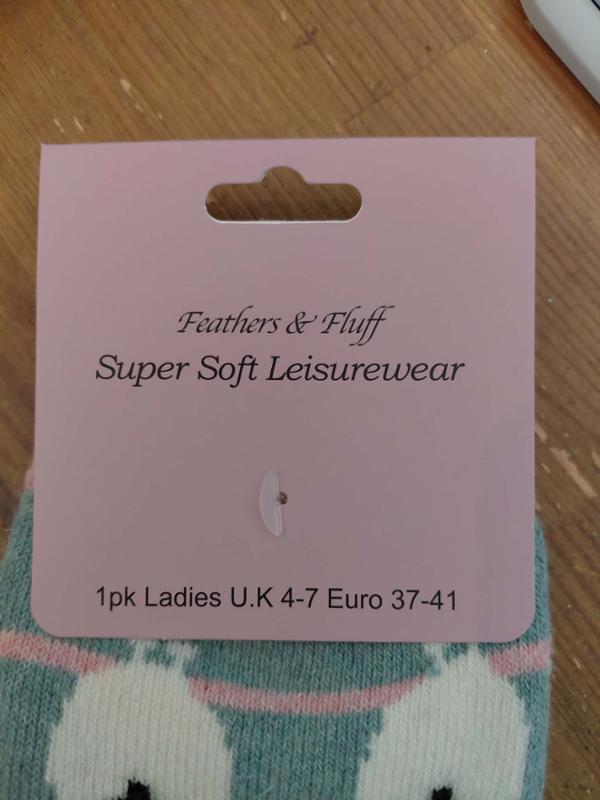 Feathers & Fluff
Super Soft Leisurewear
1pk Ladies U.K 4-7 Euro 37-41